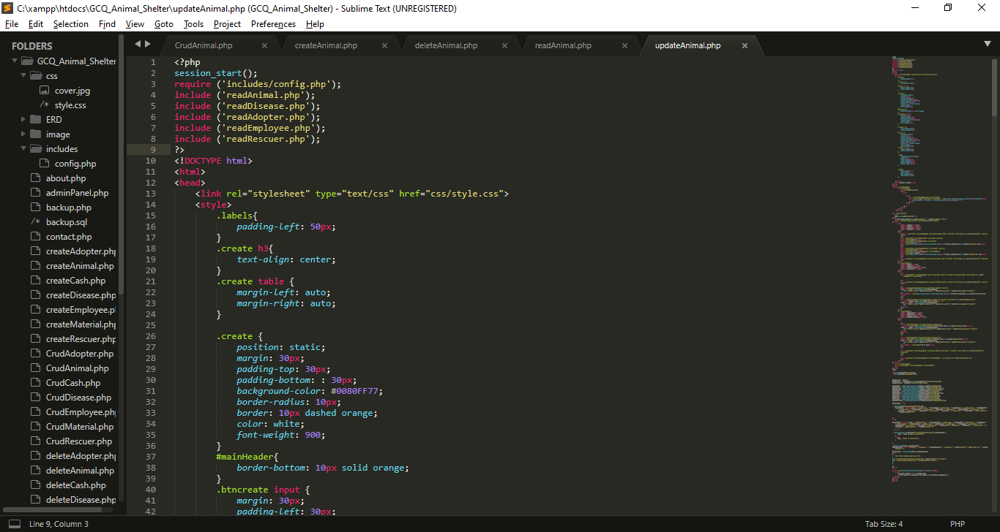 C:\xampp\htdocs\GCQ_Animal_Shelter\updateAnimal.php (GCQ_Animal_Shelter) - Sublime Text (UNREGISTERED)
File Edit Selection Find View Goto Tools Project Preferences Help
FOLDERS
GCQ_Animal_Shelter
css
cover.jpg
/* style.css
ERD
image
includes
config.php
about.php
adminPanel.php
backup.php
/* backup.sql
contact.php
createAdopter.php
createAnimal.php
createCash.php
createDisease.php
createEmployee.p
createMaterial.php
createRescuer.php
CrudAdopter.php
CrudAnimal.php
CrudCash.php
CrudDisease.php
CrudEmployee.php
CrudMaterial.php
CrudRescuer.php
deleteAdopter.php
deleteAnimal.php
deleteCash.php
deleteDisease.php
CrudAnimal.php createAnimal.php deleteAnimal.php readAnimal.php updateAnimal.php
1 <?php
2 session_start();
3 require ('includes/config.php');
4 include ('readAnimal.php');
5 include ('readDisease.php');
6 include ('readAdopter.php');
7 include ('readEmployee.php');
8 include ('readRescuer.php');
9 ?>
10 <!DOCTYPE html>
11 <html>
12 <head>
13 <link rel="stylesheet" type="text/css" href="css/style.css">
14 <style>
15 .labels{
16 padding-left: 50px;
17 }
18 .create h3{
19 text-align: center;
20 }
21 .create table {
22 margin-left: auto;
23 margin-right: auto;
24 }
25
26 .create {
27 position: static;
28 margin: 30px;
29 padding-top: 30px;
30 padding-bottom: : 30px;
31 background-color: #0080FF77;
32 border-radius: 10px;
33 border: 10px dashed orange;
34 color: white;
35 font-weight: 900;
36 }
37 #mainHeader{
38 border-bottom: 10px solid orange;
39 }
40 .btncreate input {
41 margin: 30px;
42 padding-left: 30px;
Line 9, Column 3 Tab Size: 4 PHP